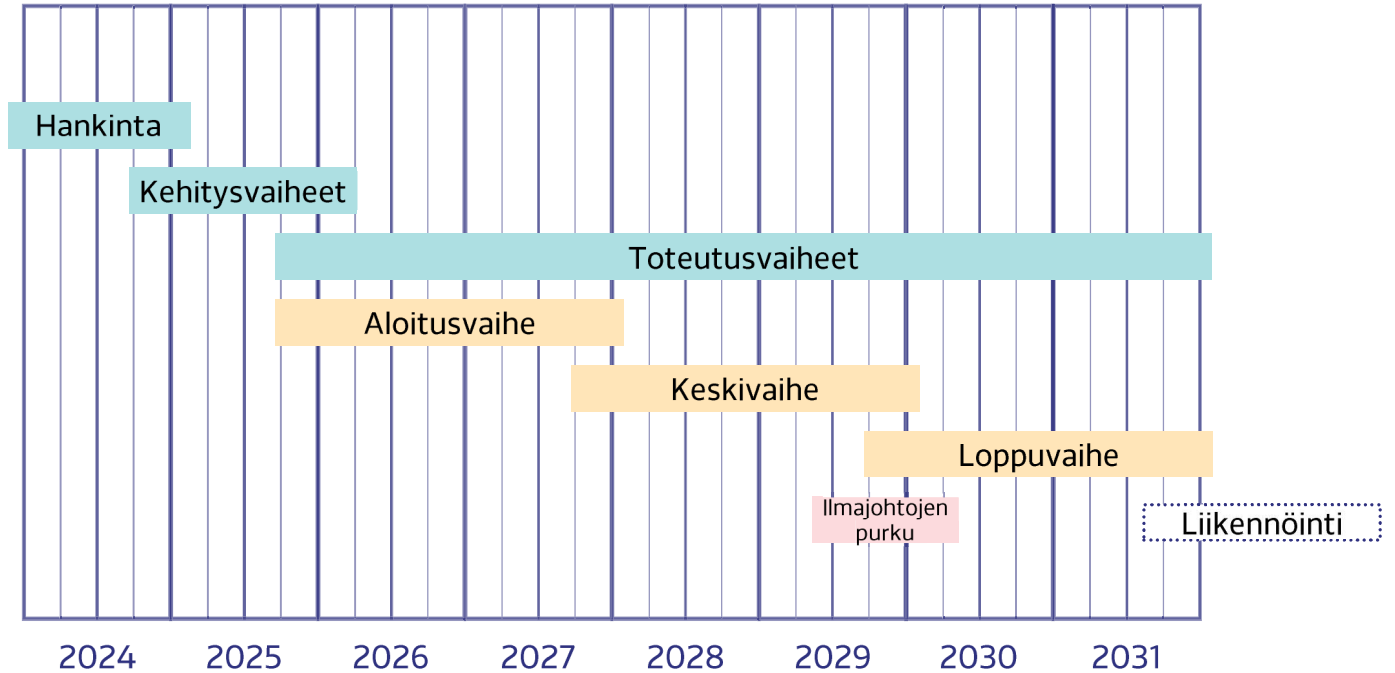 Hankinta
Kehitysvaiheet
Toteutusvaiheet
Aloitusvaihe
Keskivaihe
Loppuvaihe
Ilmajohtojen
purku
Liikennöinti
2024 2025 2026 2027 2028 2029 2030 2031